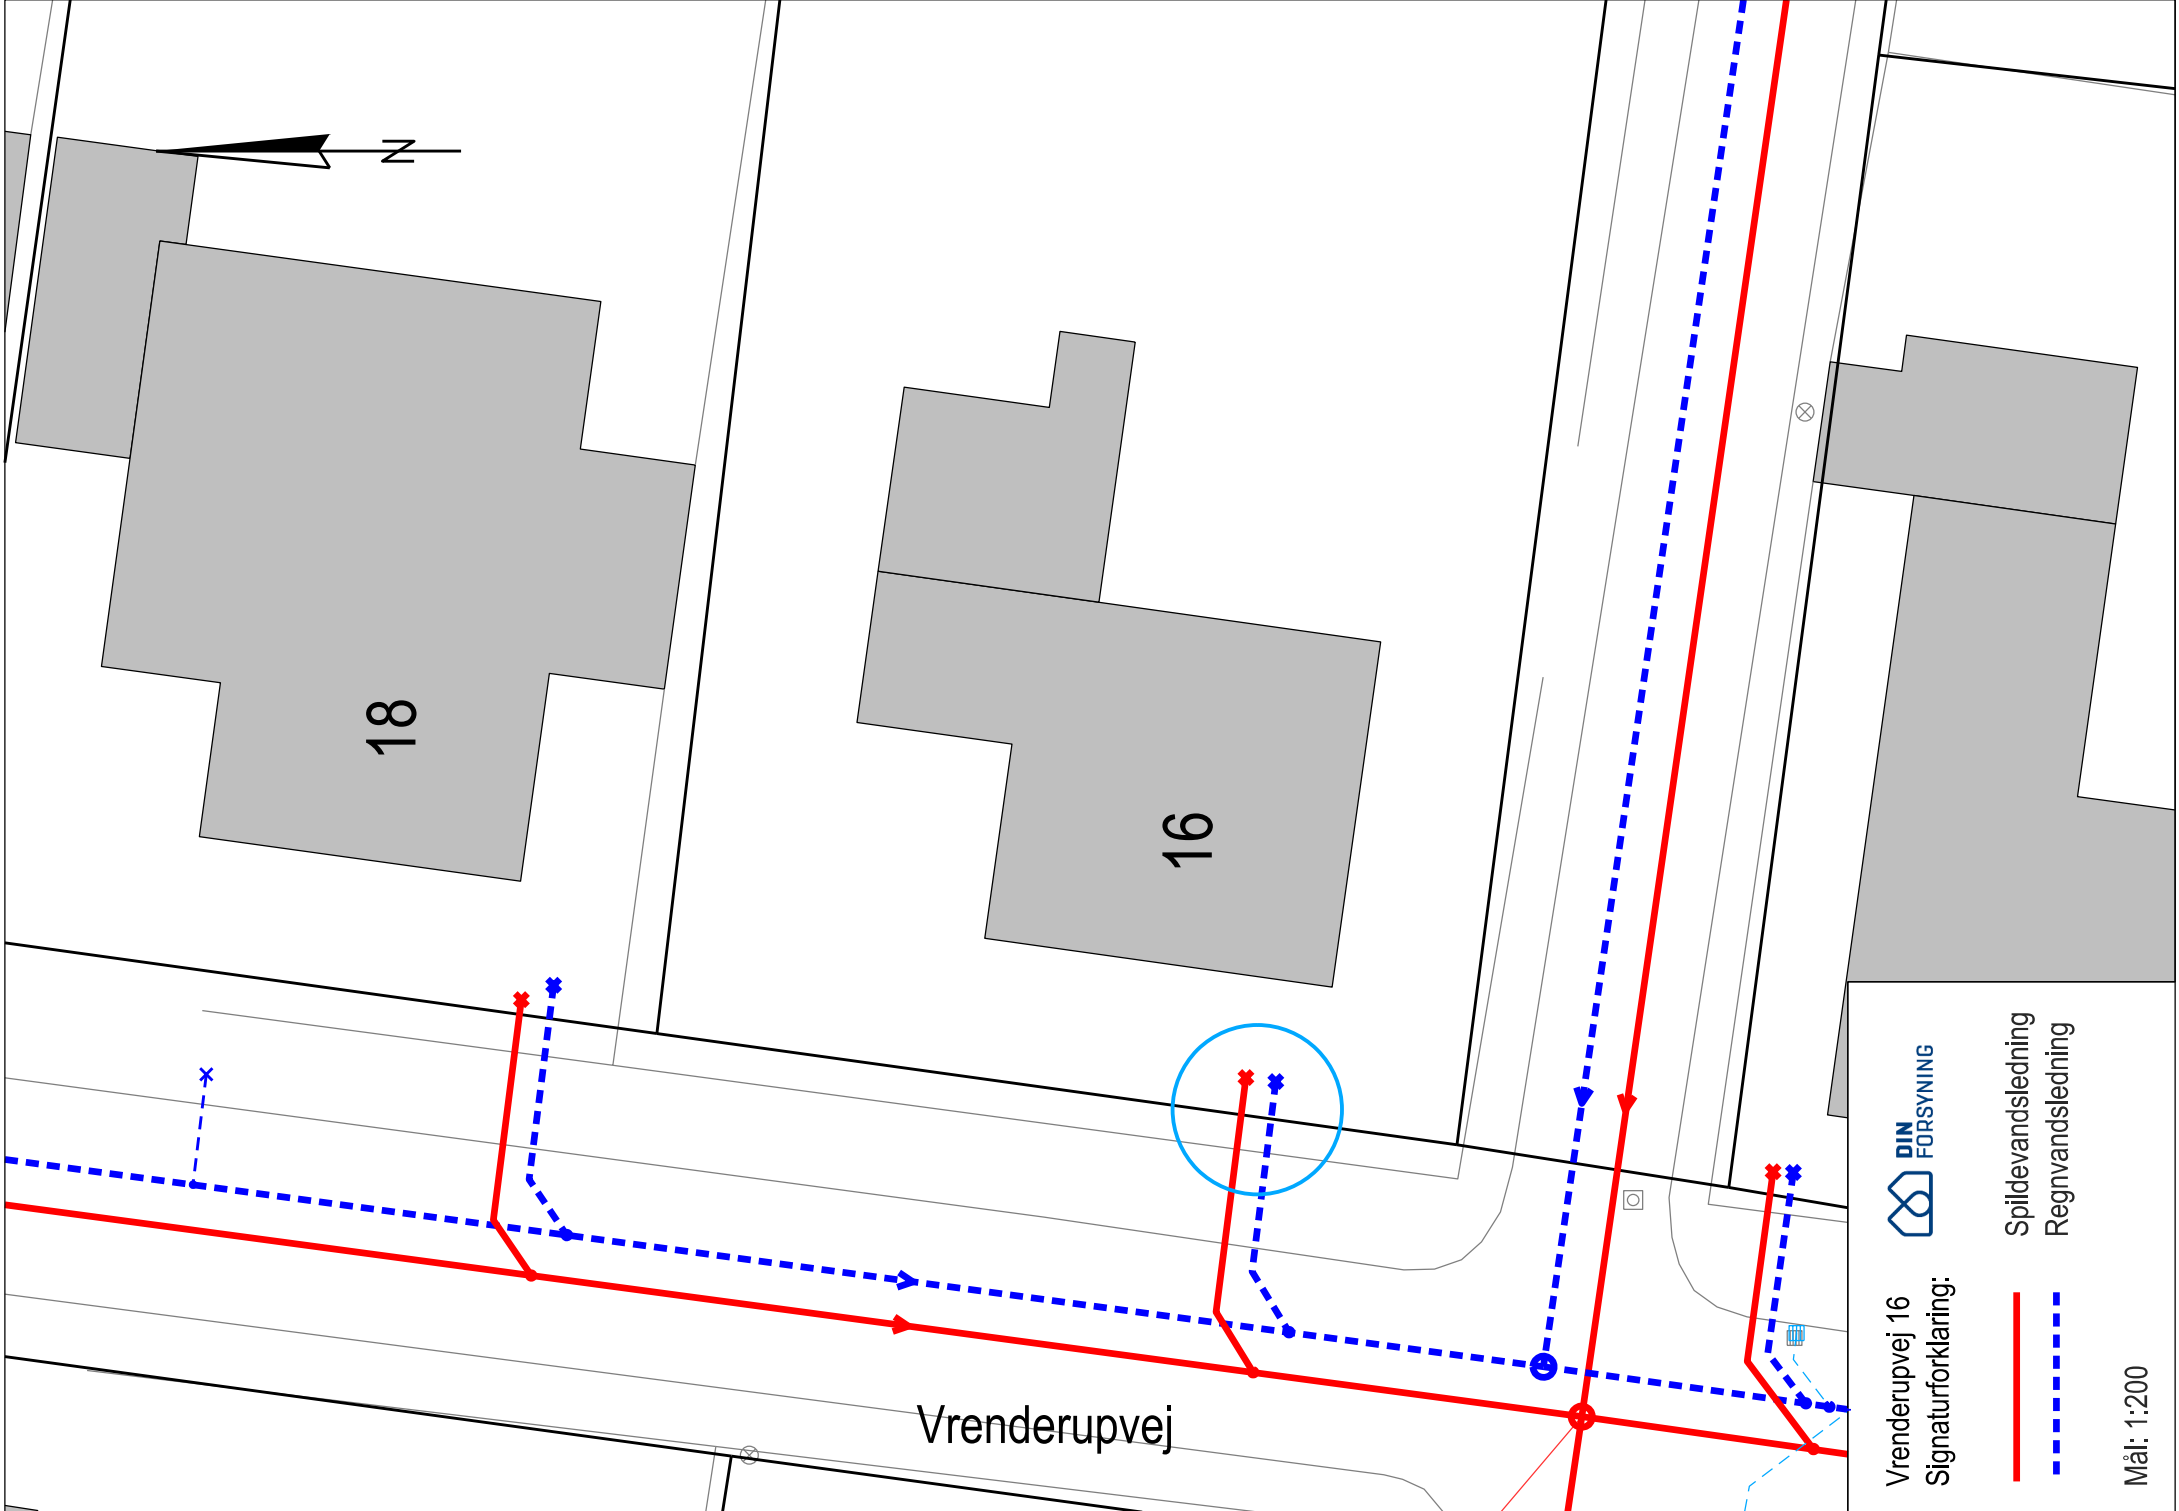 N
18
16
Vrenderupvej
Vrenderupvej 16
Signaturforklaring:
DIN
FORSYNING
Spildevandsledning
Regnvandsledning
Mål: 1:200